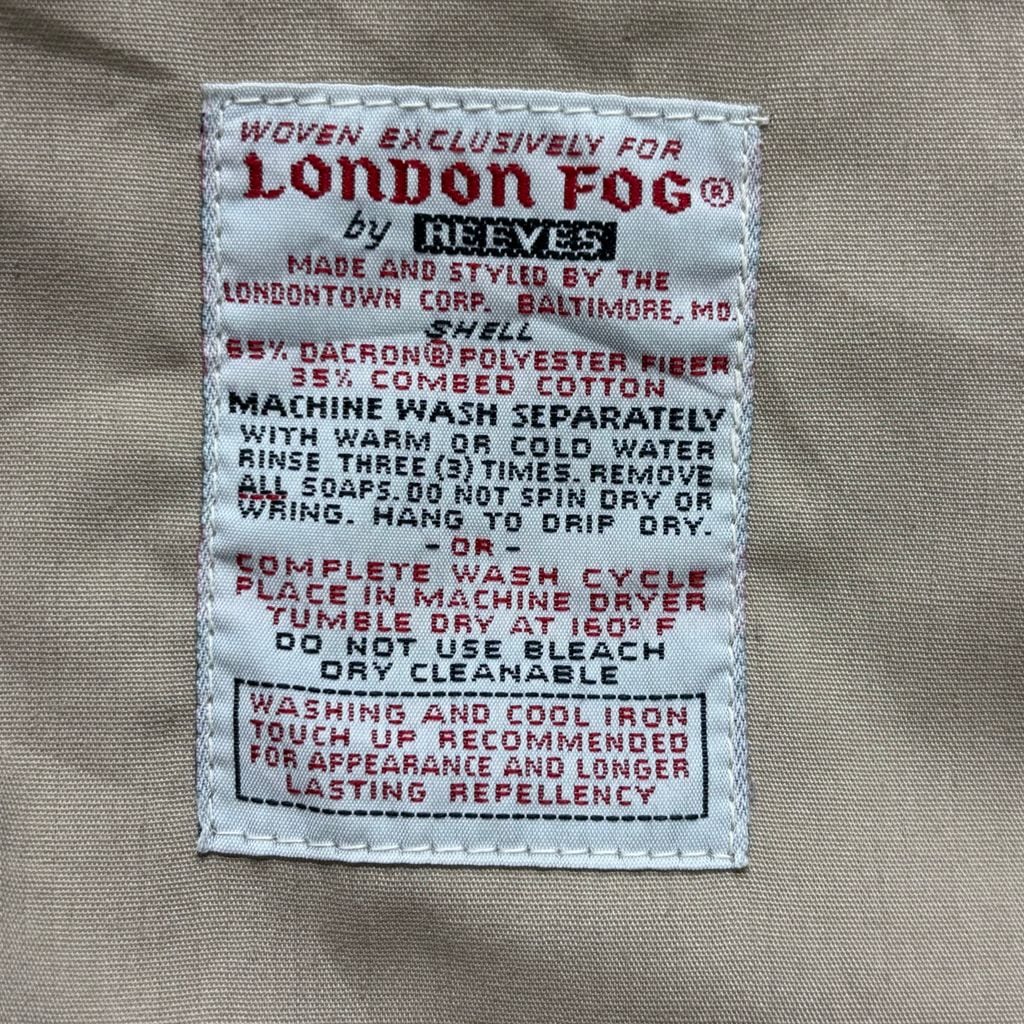 WOVEN EXCLUSIVELY FOR
LONDON FOG®
by REEVES
MADE AND STYLED BY THE
LONDONTOWN CORP. BALTIMORE, MD.
SHELL
65% DACRON® POLYESTER FIBER
35% COMBED COTTON
MACHINE WASH SEPARATELY
WITH WARM OR COLD WATER
RINSE THREE (3) TIMES. REMOVE
ALL SOAPS. DO NOT SPIN DRY OR
WRING. HANG TO DRIP DRY.
- OR -
COMPLETE WASH CYCLE
PLACE IN MACHINE DRYER
TUMBLE DRY AT 160° F
DO NOT USE BLEACH
DRY CLEANABLE
WASHING AND COOL IRON
TOUCH UP RECOMMENDED
FOR APPEARANCE AND LONGER
LASTING REPELLENCY